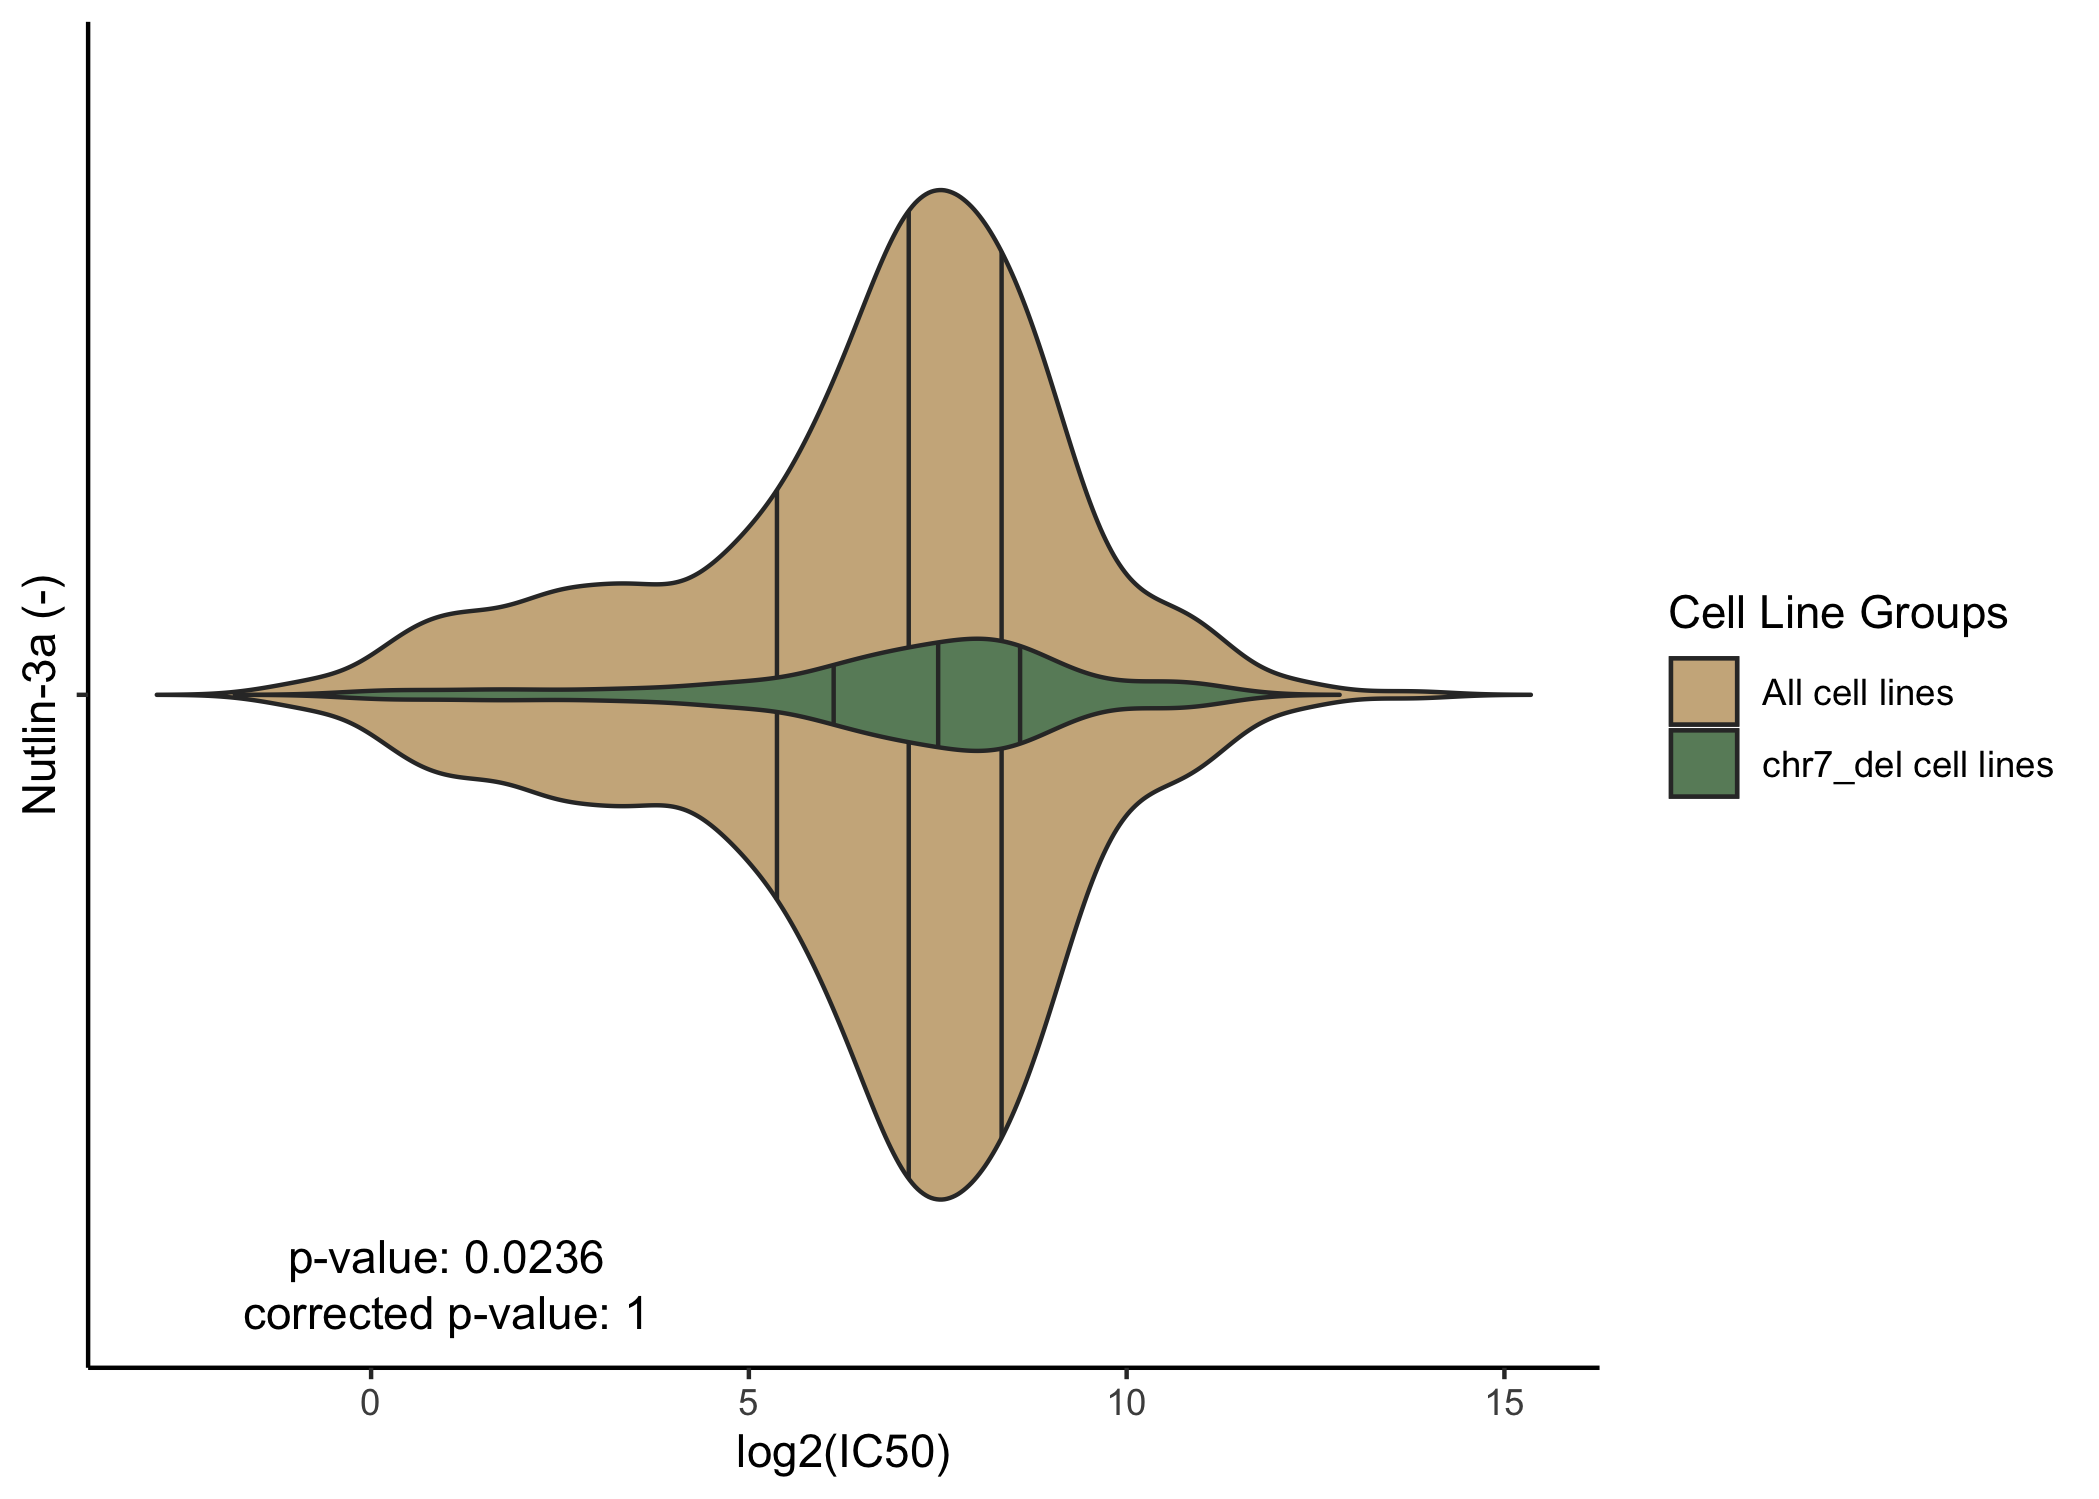 Nutlin-3a (-)
p-value: 0.0236
corrected p-value: 1
0 5 10 15
log2(IC50)
Cell Line Groups
All cell lines
chr7_del cell lines